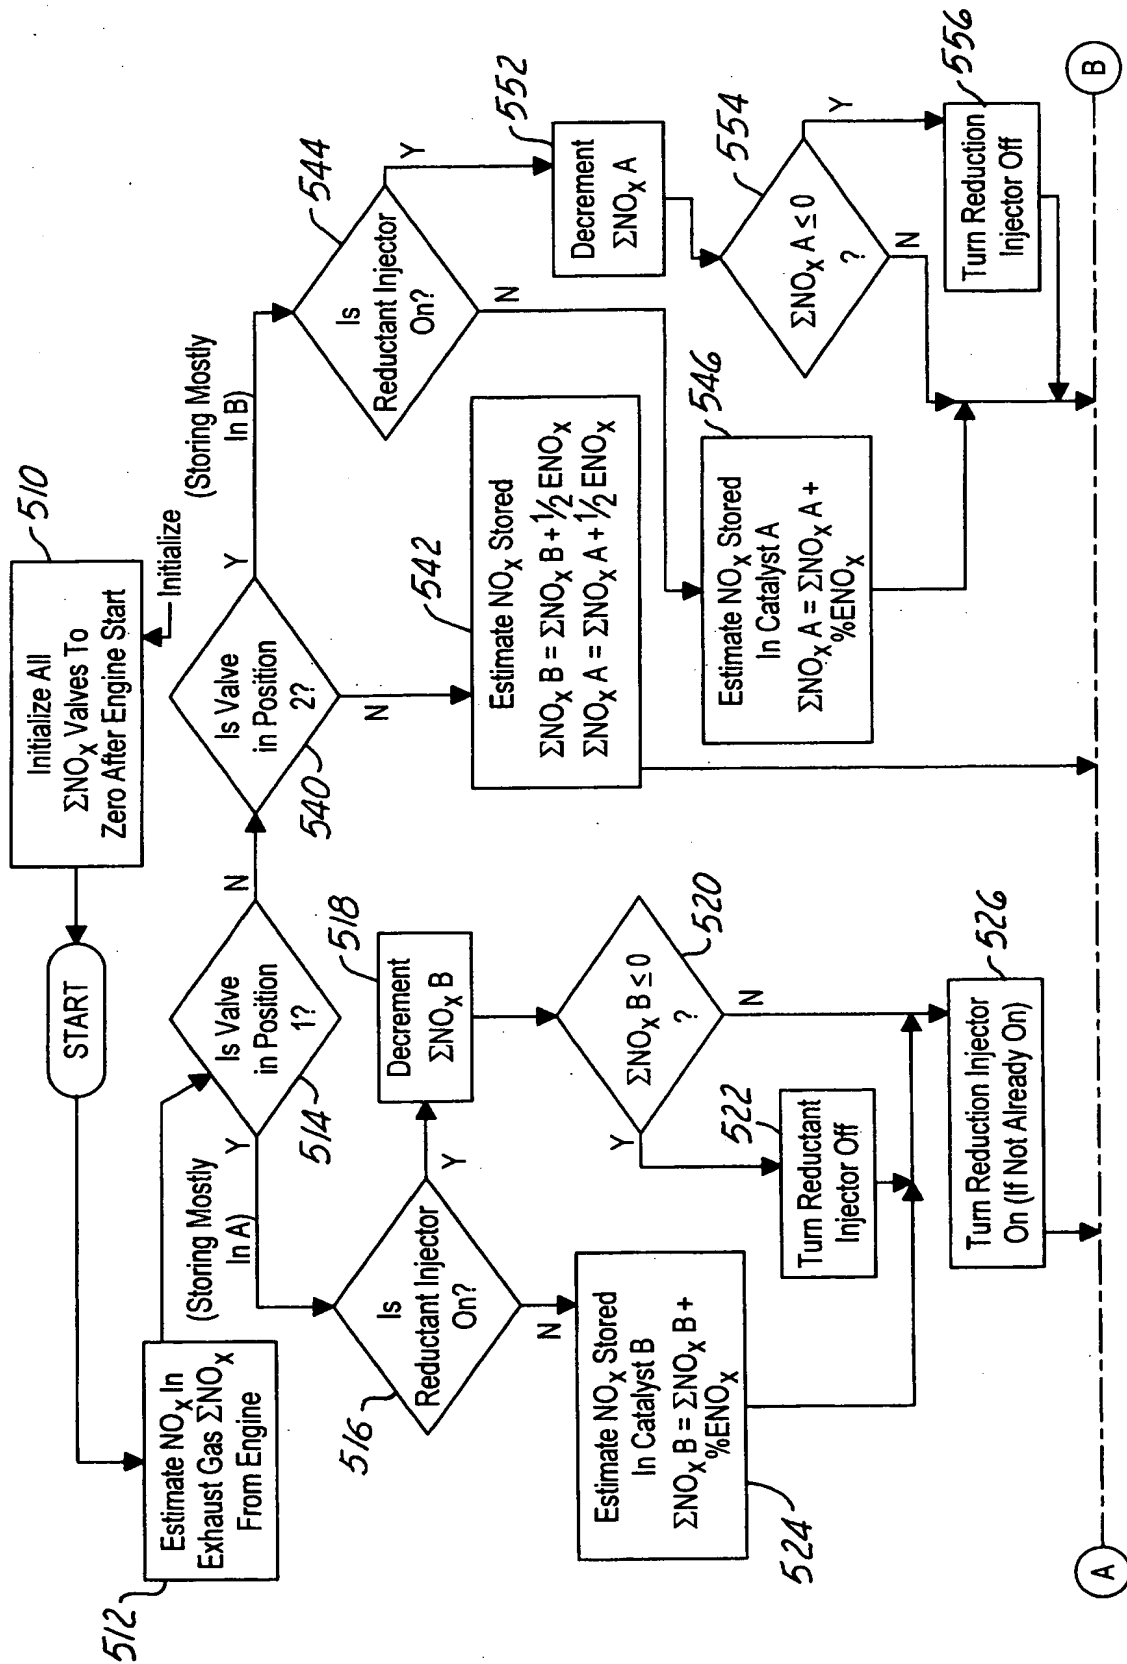 510
Initialize All
ΣNOx Valves To
Zero After Engine Start
Initialize
START
512
Estimate NOx In
Exhaust Gas ΣNOx
From Engine
Is Valve
in Position
1?
514
N
Y
(Storing Mostly
In A)
Is Valve
in Position
2?
540
Y
N
(Storing Mostly
In B)
516
Is
Reductant Injector
On?
Y
N
518
Decrement
ΣNOx B
520
ΣNOx B ≤ 0
?
Y
N
522
Turn Reductant
Injector Off
524
Estimate NOx Stored
In Catalyst B
ΣNOx B = ΣNOx B+
%ENOx
526
Turn Reduction Injector
On (If Not Already On)
542
Estimate NOx Stored
ΣNOx B = ΣNOx B + 1/2 ENOx
ΣNOx A = ΣNOx A + 1/2 ENOx
544
Is
Reductant Injector
On?
Y
N
546
Estimate NOx Stored
In Catalyst A
ΣNOx A = ΣNOx A +
%ENOx
552
Decrement
ΣNOx A
554
ΣNOx A ≤ 0
?
Y
N
556
Turn Reduction
Injector Off
A
B